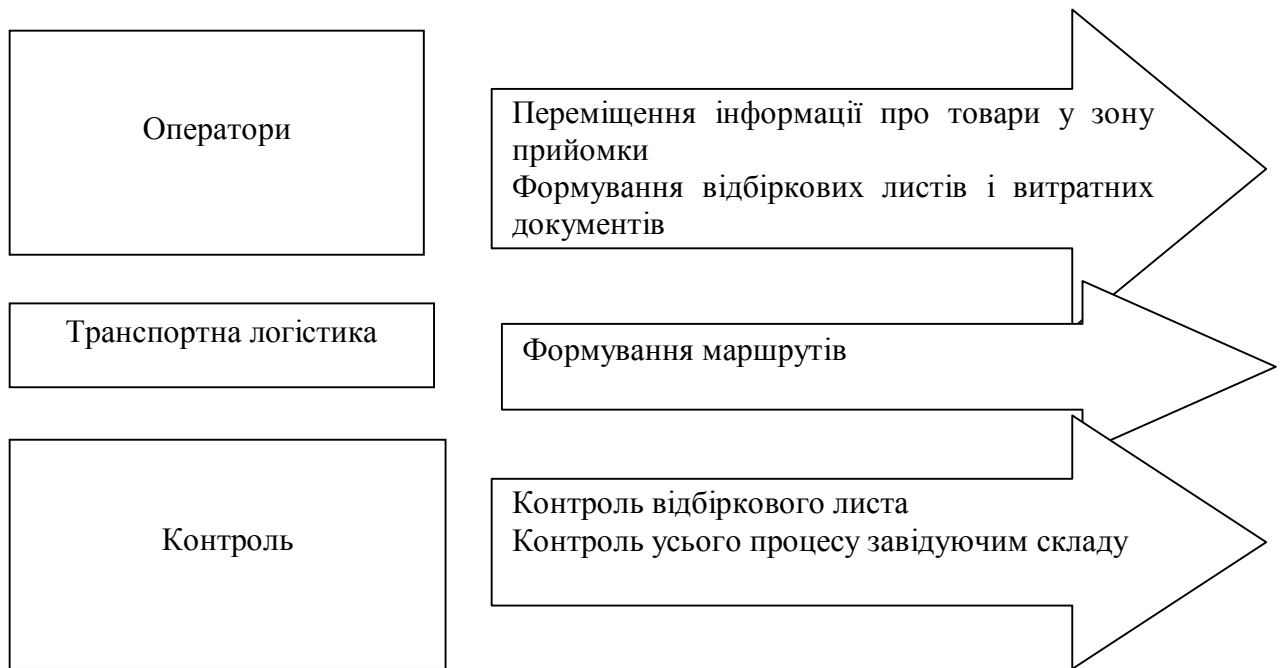 Оператори
Переміщення інформації про товари у зону
прийомки
Формування відбіркових листів і витратних
документів
Транспортна логістика
Формування маршрутів
Контроль
Контроль відбіркового листа
Контроль усього процесу завідуючим складу